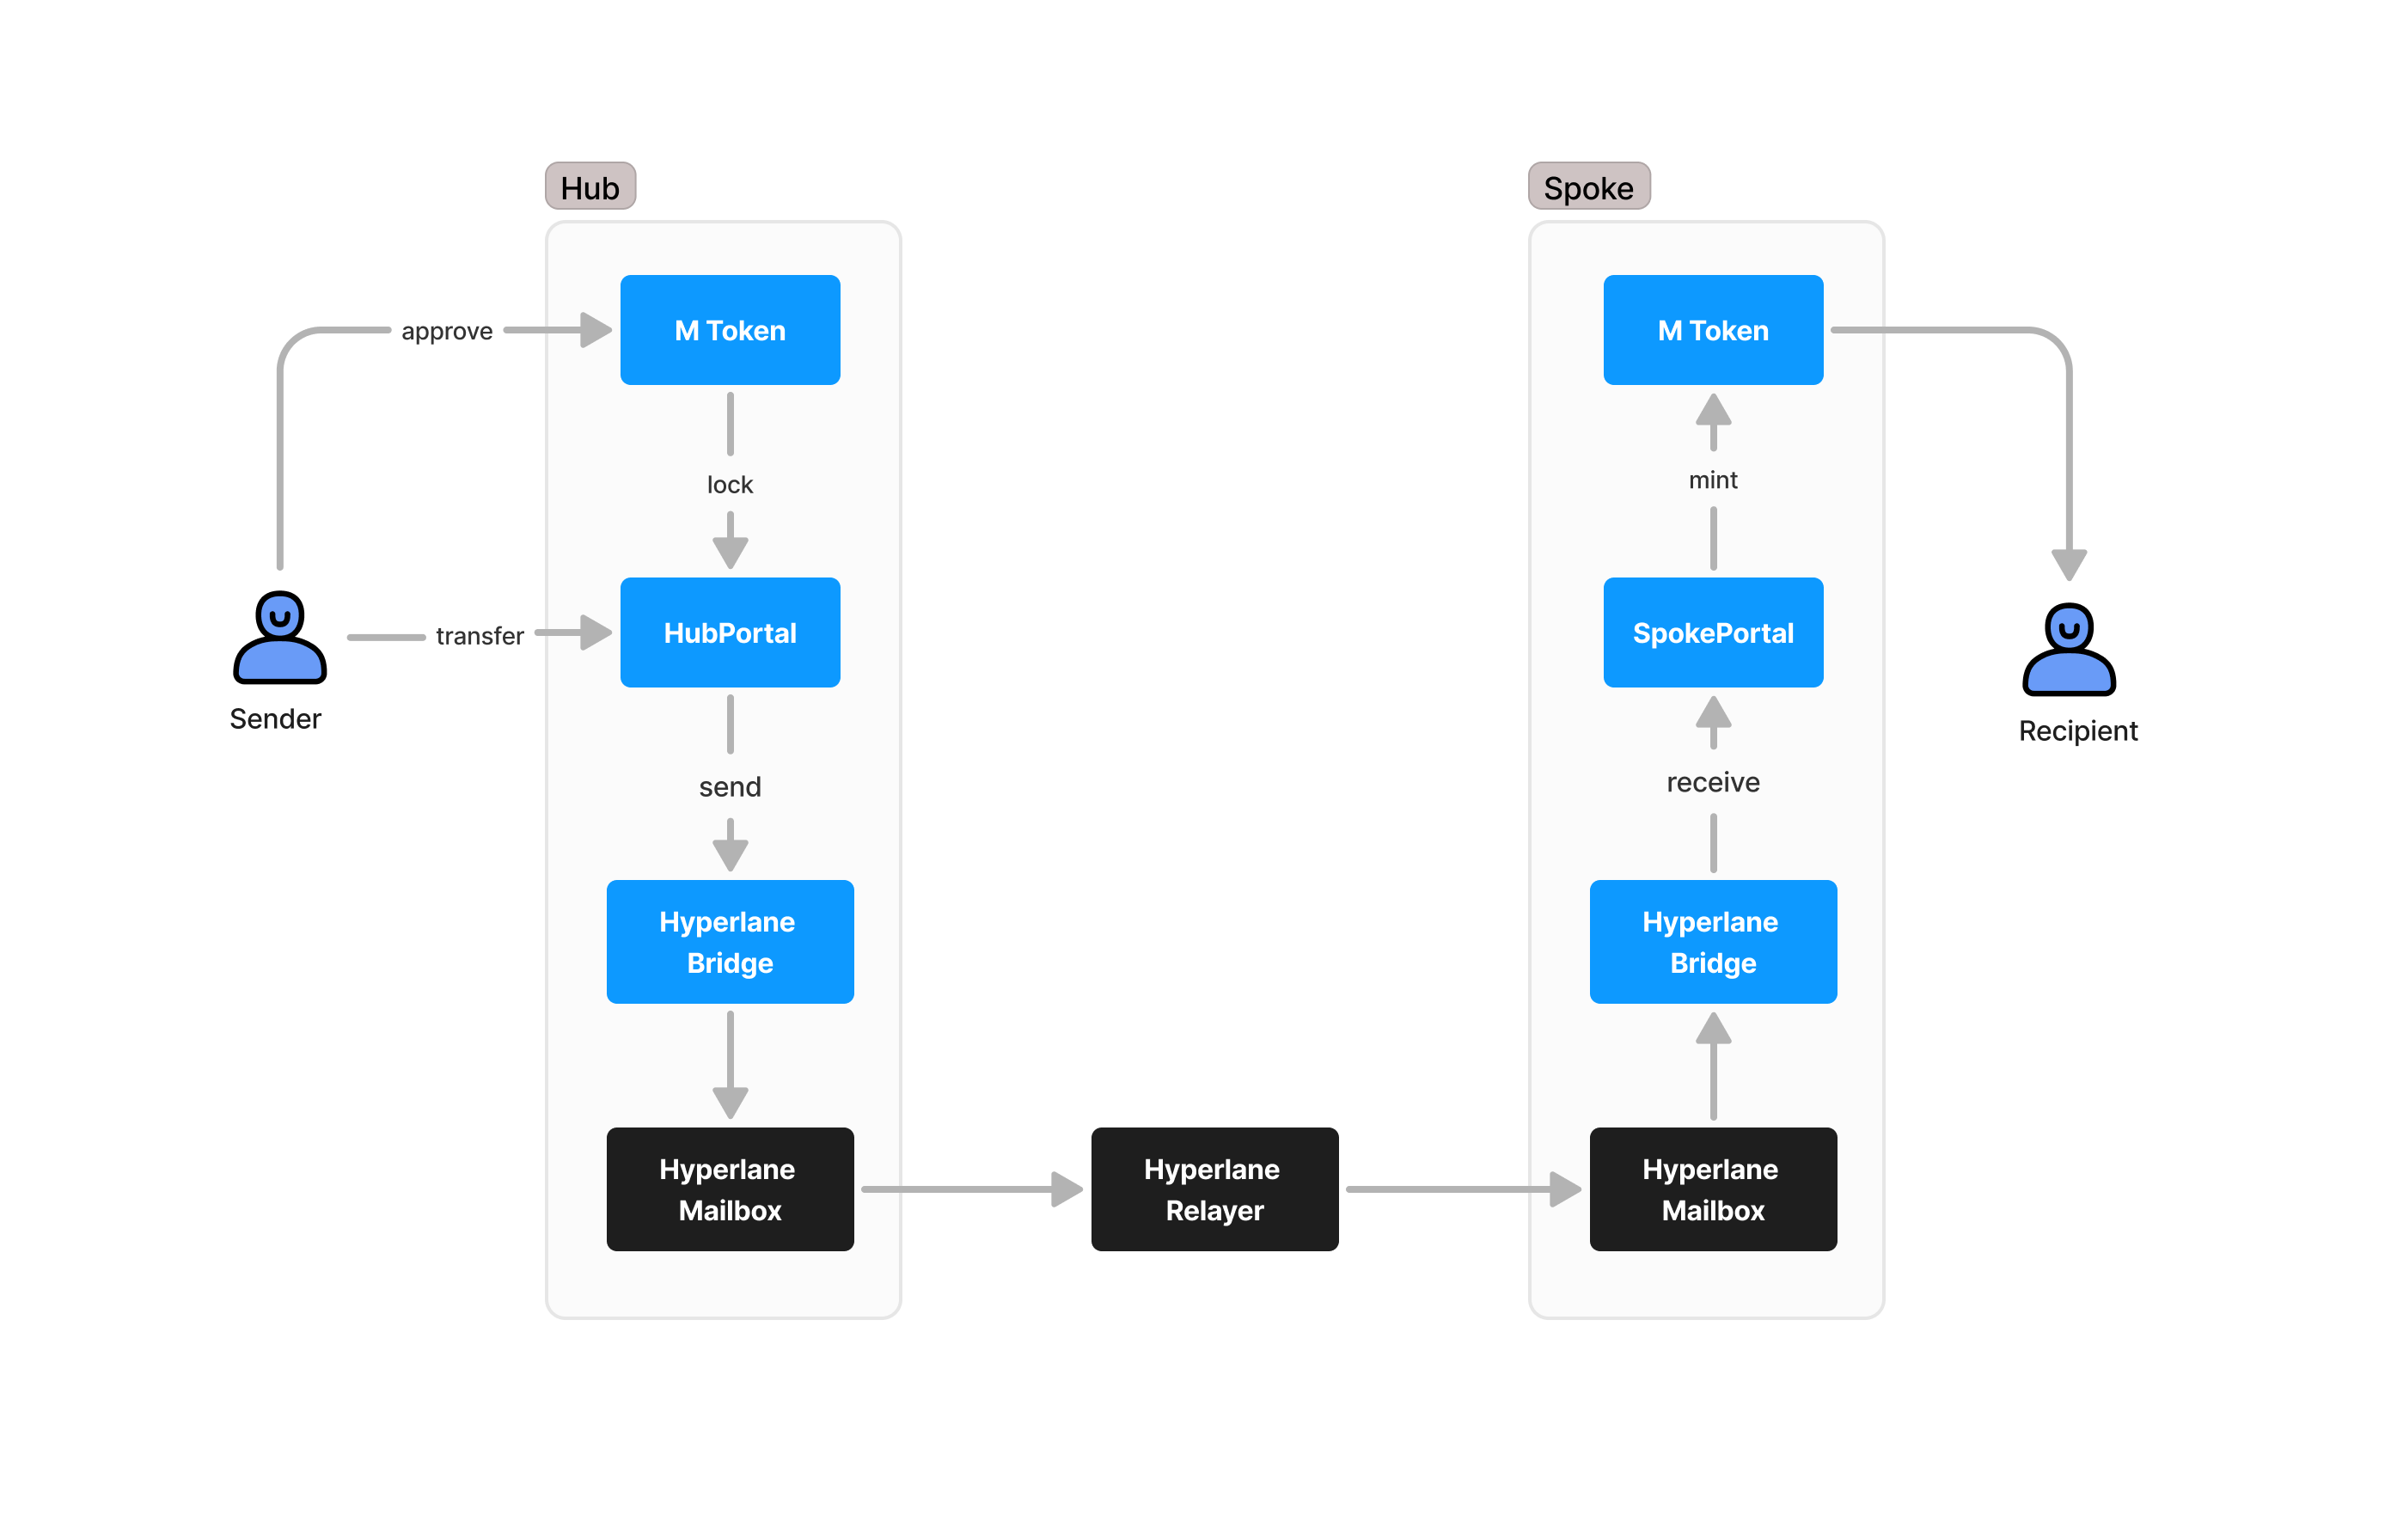 Hub
Spoke
approve
M Token
M Token
lock
mint
transfer
HubPortal
SpokePortal
Sender
Recipient
send
receive
Hyperlane
Bridge
Hyperlane
Bridge
Hyperlane
Mailbox
Hyperlane
Relayer
Hyperlane
Mailbox